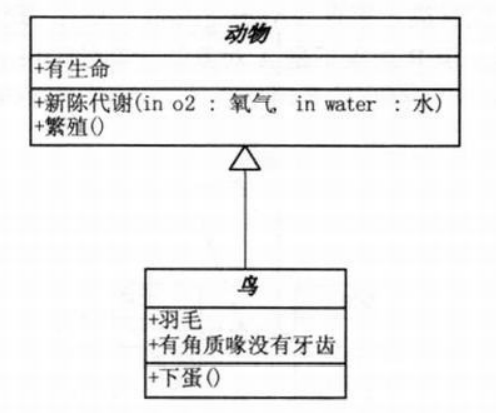 动物
+有生命
+新陈代谢(in o2 : 氧气, in water : 水)
+繁殖()
鸟
+羽毛
+有角质喙没有牙齿
+下蛋()